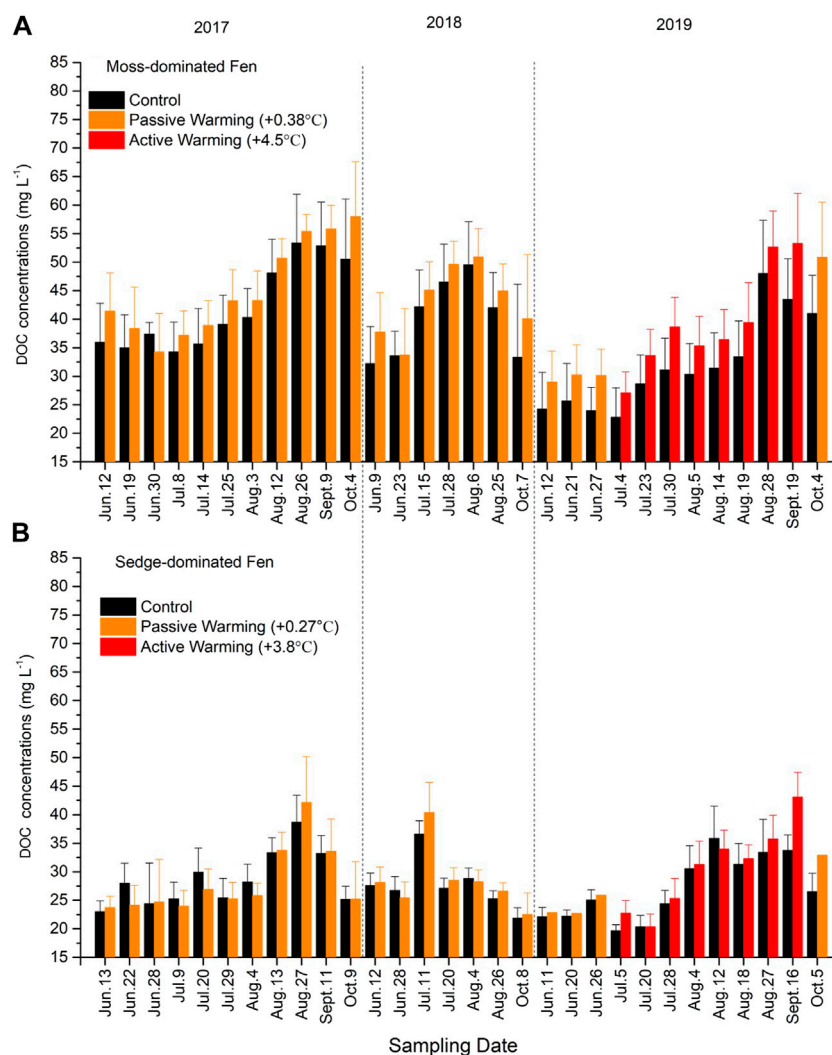 A
2017
2018
2019
Moss-dominated Fen
Control
Passive Warming (+0.38°C)
Active Warming (+4.5°C)
DOC concentrations (mg L-1)
85
80
75
70
65
60
55
50
45
40
35
30
25
20
15
Jun.12
Jun.19
Jun.30
Jul.8
Jul.14
Jul.25
Aug.3
Aug.12
Aug.26
Sept.9
Oct.4
Jun.9
Jun.23
Jul.15
Jul.28
Aug.6
Aug.25
Oct.7
Jun.12
Jun.21
Jun.27
Jul.4
Jul.23
Jul.30
Aug.5
Aug.14
Aug.19
Aug.28
Sept.19
Oct.4
B
Sedge-dominated Fen
Control
Passive Warming (+0.27°C)
Active Warming (+3.8°C)
DOC concentrations (mg L-1)
85
80
75
70
65
60
55
50
45
40
35
30
25
20
15
Jun.13
Jun.22
Jun.28
Jul.9
Jul.20
Jul.29
Aug.4
Aug.13
Aug.27
Sept.11
Oct.9
Jun.12
Jun.28
Jul.11
Jul.20
Aug.4
Aug.26
Oct.8
Jun.11
Jun.20
Jun.26
Jul.5
Jul.20
Jul.28
Aug.4
Aug.12
Aug.18
Aug.27
Sept.16
Oct.5
Sampling Date